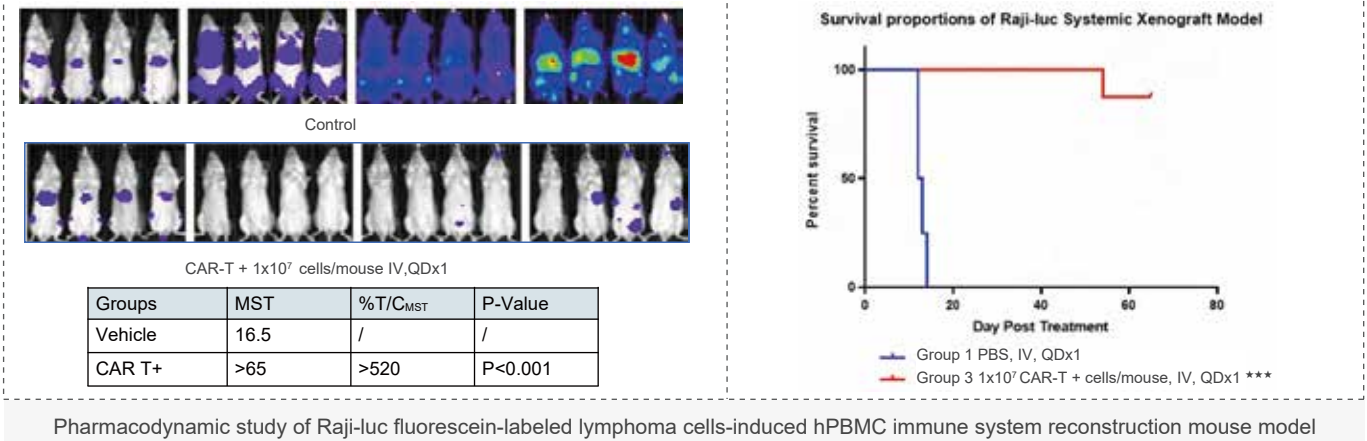 Control
CAR-T + 1x10⁷ cells/mouse IV,QDx1
Groups MST %T/CMST P-Value
Vehicle 16.5 / /
CAR T+ >65 >520 P<0.001
Survival proportions of Raji-luc Systemic Xenograft Model
Percent survival
100
50
0
0 20 40 60 80
Day Post Treatment
Group 1 PBS, IV, QDx1
Group 3 1x10⁷ CAR-T + cells/mouse, IV, QDx1 ***
Pharmacodynamic study of Raji-luc fluorescein-labeled lymphoma cells-induced hPBMC immune system reconstruction mouse model